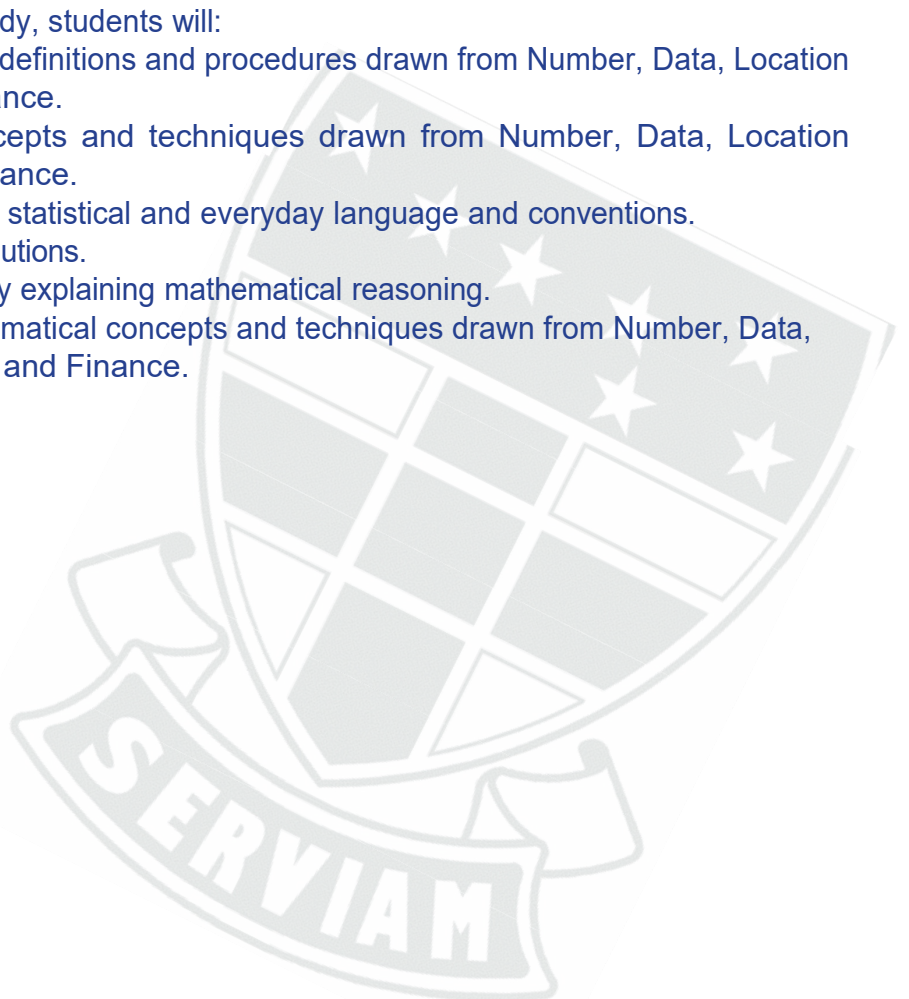 dy, students will:
definitions and procedures drawn from Number, Data, Location
ance.
cepts and techniques drawn from Number, Data, Location
ance.
statistical and everyday language and conventions.
utions.
y explaining mathematical reasoning.
matical concepts and techniques drawn from Number, Data,
and Finance.
SERVIAM